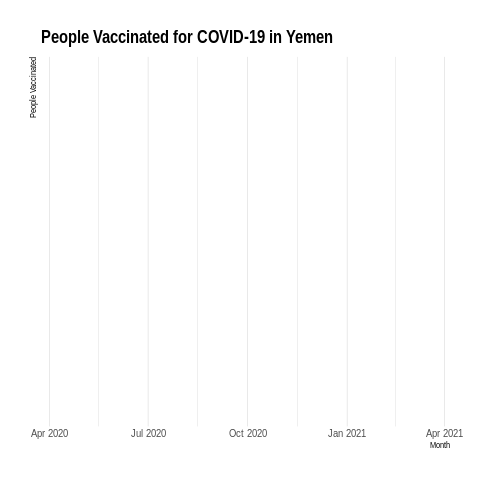 People Vaccinated for COVID-19 in Yemen
People Vaccinated
Apr 2020
Jul 2020
Oct 2020
Jan 2021
Apr 2021
Month